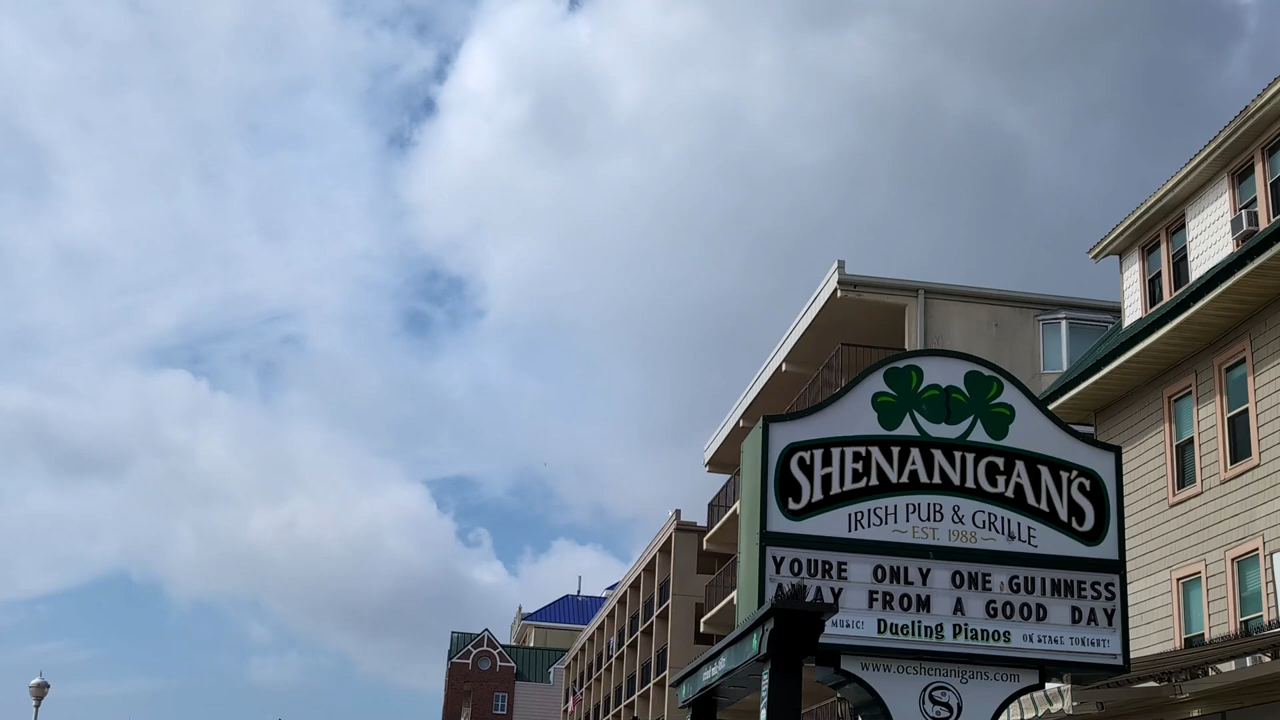 SHENANIGAN'S
IRISH PUB & GRILLE
~ EST. 1988 ~
YOURE ONLY ONE GUINNESS
AWAY FROM A GOOD DAY
MUSIC! Dueling Pianos ON STAGE TONIGHT!
www.ocshenanigans.com